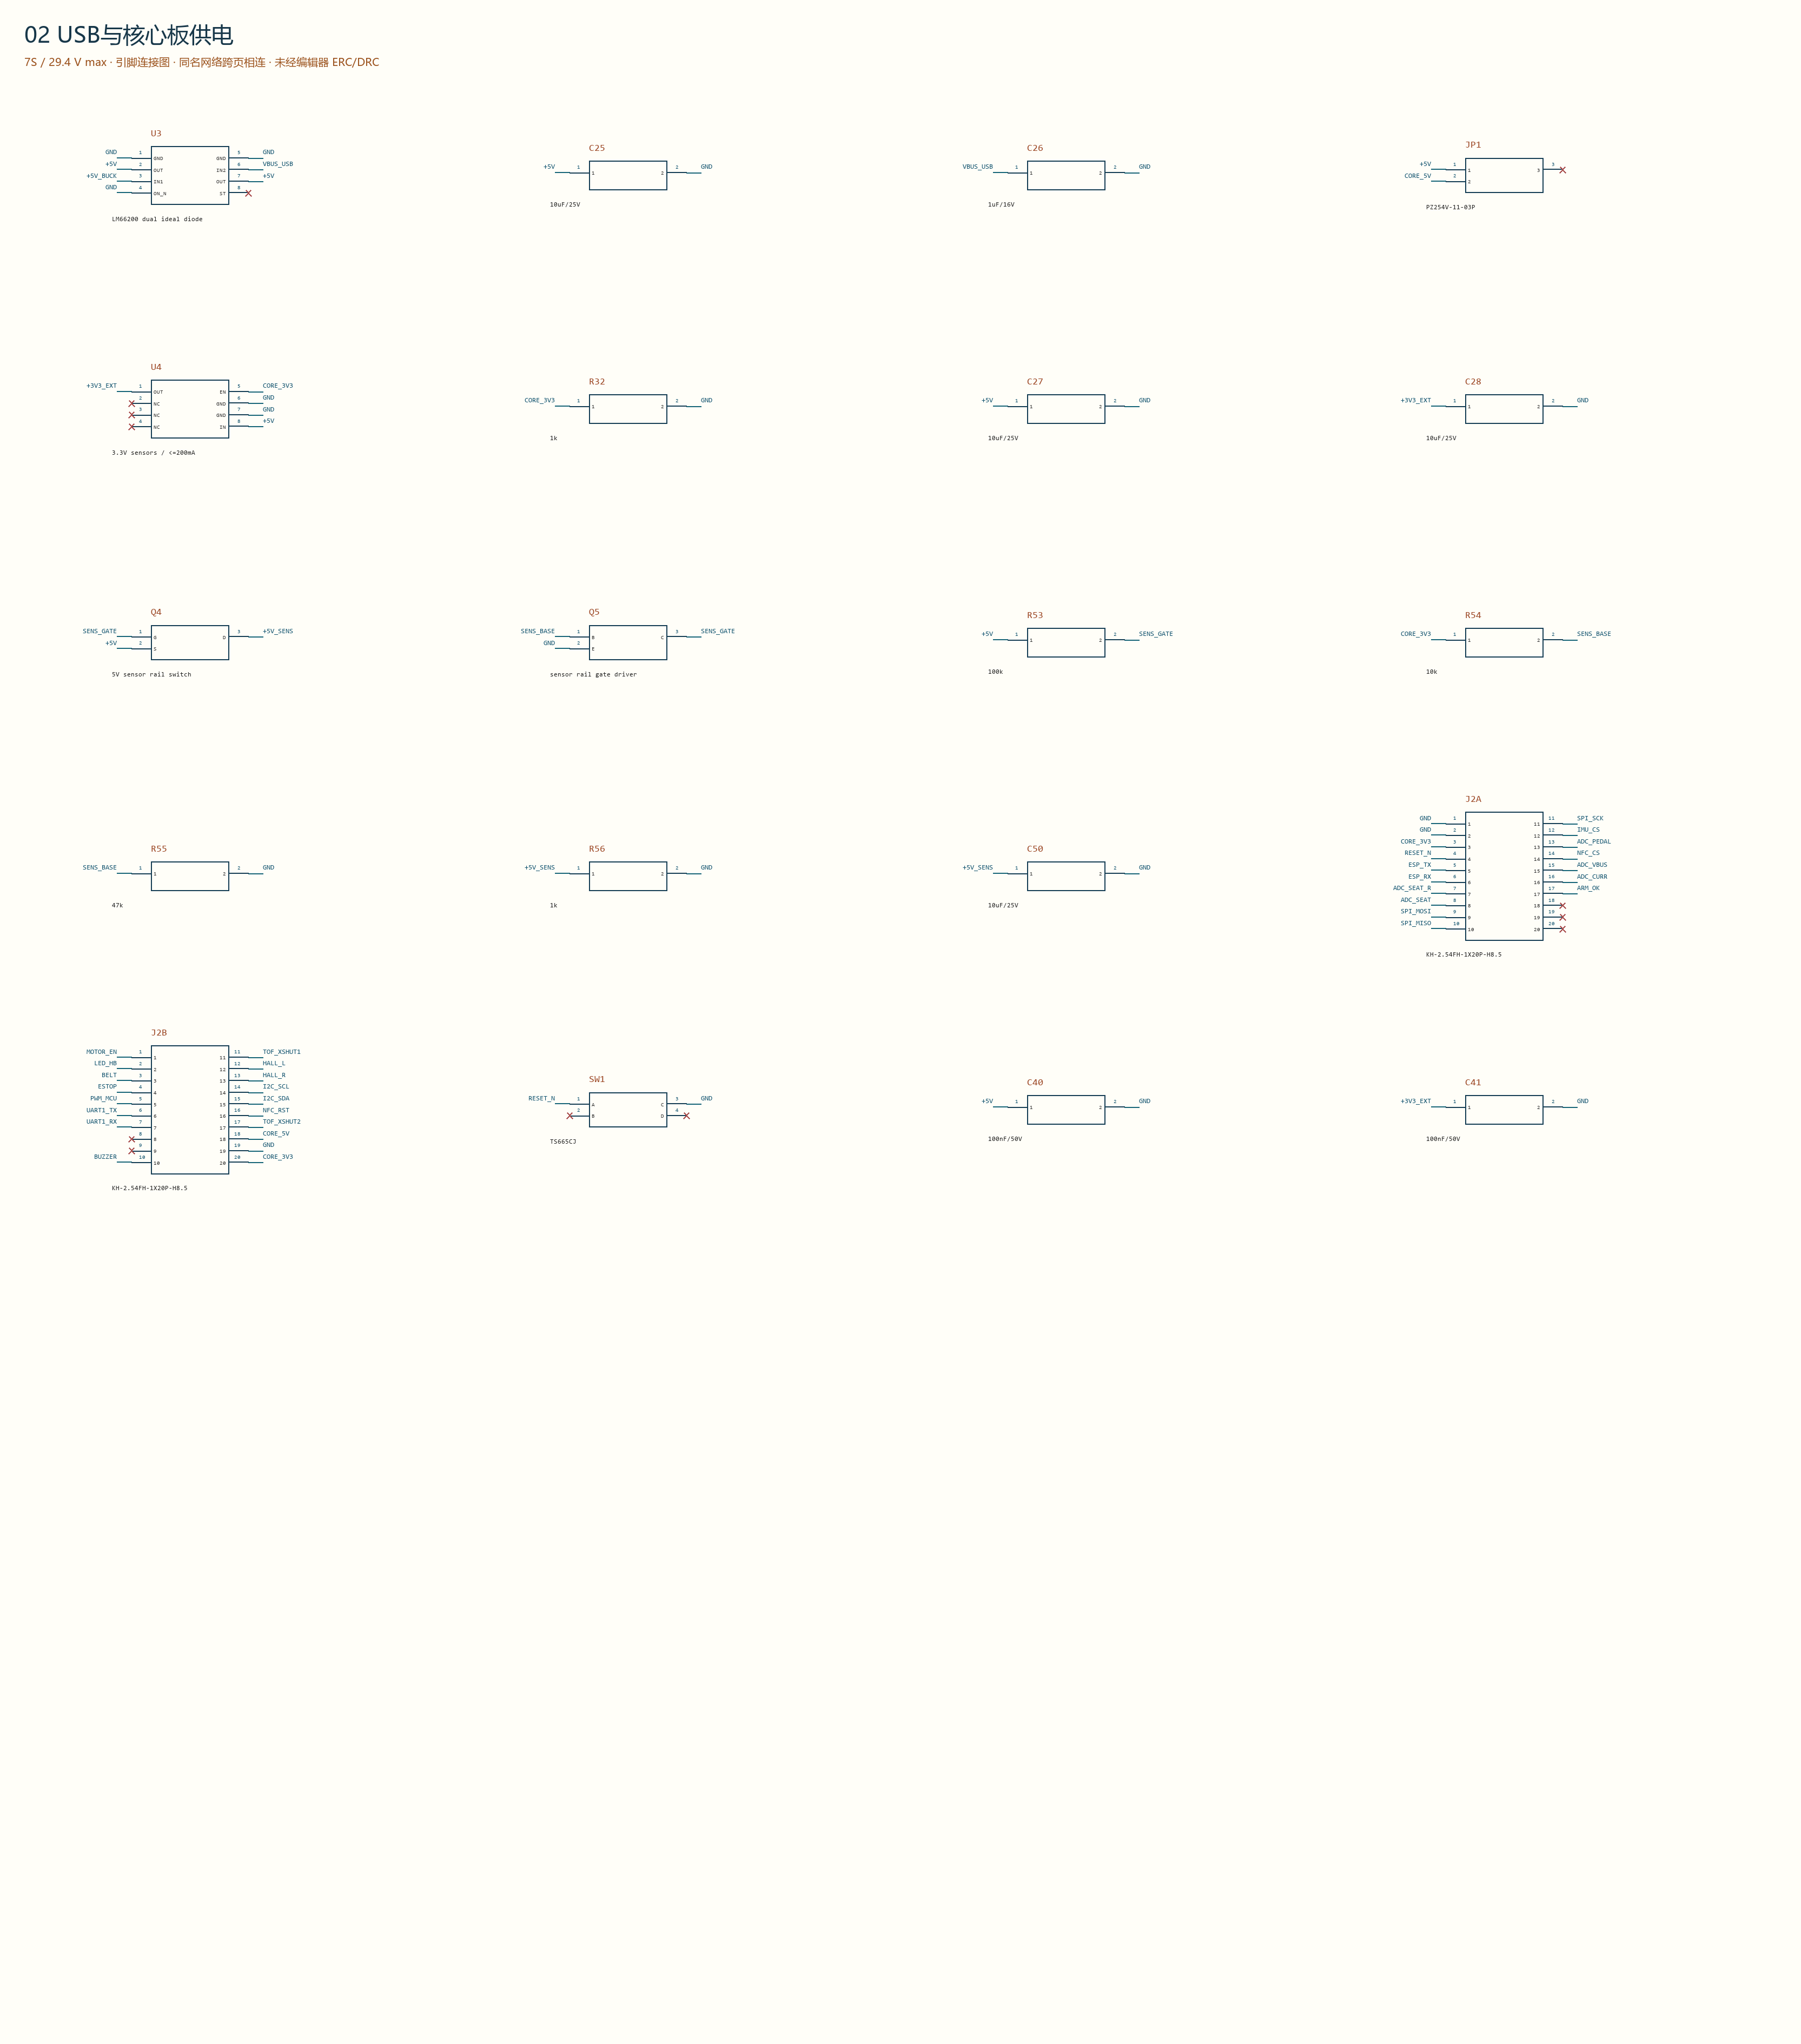 02 USB与核心板供电
7S / 29.4 V max · 引脚连接图 · 同名网络跨页相连 · 未经编辑器 ERC/DRC
U3
GND 1 GND GND 5 GND
+5V 2 OUT IN2 6 VBUS_USB
+5V_BUCK 3 IN1 OUT 7 +5V
GND 4 ON_N ST 8
LM66200 dual ideal diode
C25
+5V 1 1 2 2 GND
10uF/25V
C26
VBUS_USB 1 1 2 2 GND
1uF/16V
JP1
+5V 1 1 3 3
CORE_5V 2 2
PZ254V-11-03P
U4
+3V3_EXT 1 OUT EN 5 CORE_3V3
2 NC GND 6 GND
3 NC GND 7 GND
4 NC IN 8 +5V
3.3V sensors / <=200mA
R32
CORE_3V3 1 1 2 2 GND
1k
C27
+5V 1 1 2 2 GND
10uF/25V
C28
+3V3_EXT 1 1 2 2 GND
10uF/25V
Q4
SENS_GATE 1 G D 3 +5V_SENS
+5V 2 S
5V sensor rail switch
Q5
SENS_BASE 1 B C 3 SENS_GATE
GND 2 E
sensor rail gate driver
R53
+5V 1 1 2 2 SENS_GATE
100k
R54
CORE_3V3 1 1 2 2 SENS_BASE
10k
R55
SENS_BASE 1 1 2 2 GND
47k
R56
+5V_SENS 1 1 2 2 GND
1k
C50
+5V_SENS 1 1 2 2 GND
10uF/25V
J2A
GND 1 1 11 11 SPI_SCK
GND 2 2 12 12 IMU_CS
CORE_3V3 3 3 13 13 ADC_PEDAL
RESET_N 4 4 14 14 NFC_CS
ESP_TX 5 5 15 15 ADC_VBUS
ESP_RX 6 6 16 16 ADC_CURR
ADC_SEAT_R 7 7 17 17 ARM_OK
ADC_SEAT 8 8 18 18
SPI_MOSI 9 9 19 19
SPI_MISO 10 10 20 20
KH-2.54FH-1X20P-H8.5
J2B
MOTOR_EN 1 1 11 11 TOF_XSHUT1
LED_HB 2 2 12 12 HALL_L
BELT 3 3 13 13 HALL_R
ESTOP 4 4 14 14 I2C_SCL
PWM_MCU 5 5 15 15 I2C_SDA
UART1_TX 6 6 16 16 NFC_RST
UART1_RX 7 7 17 17 TOF_XSHUT2
8 8 18 18 CORE_5V
9 9 19 19 GND
BUZZER 10 10 20 20 CORE_3V3
KH-2.54FH-1X20P-H8.5
SW1
RESET_N 1 A C 3 GND
2 B D 4
TS665CJ
C40
+5V 1 1 2 2 GND
100nF/50V
C41
+3V3_EXT 1 1 2 2 GND
100nF/50V